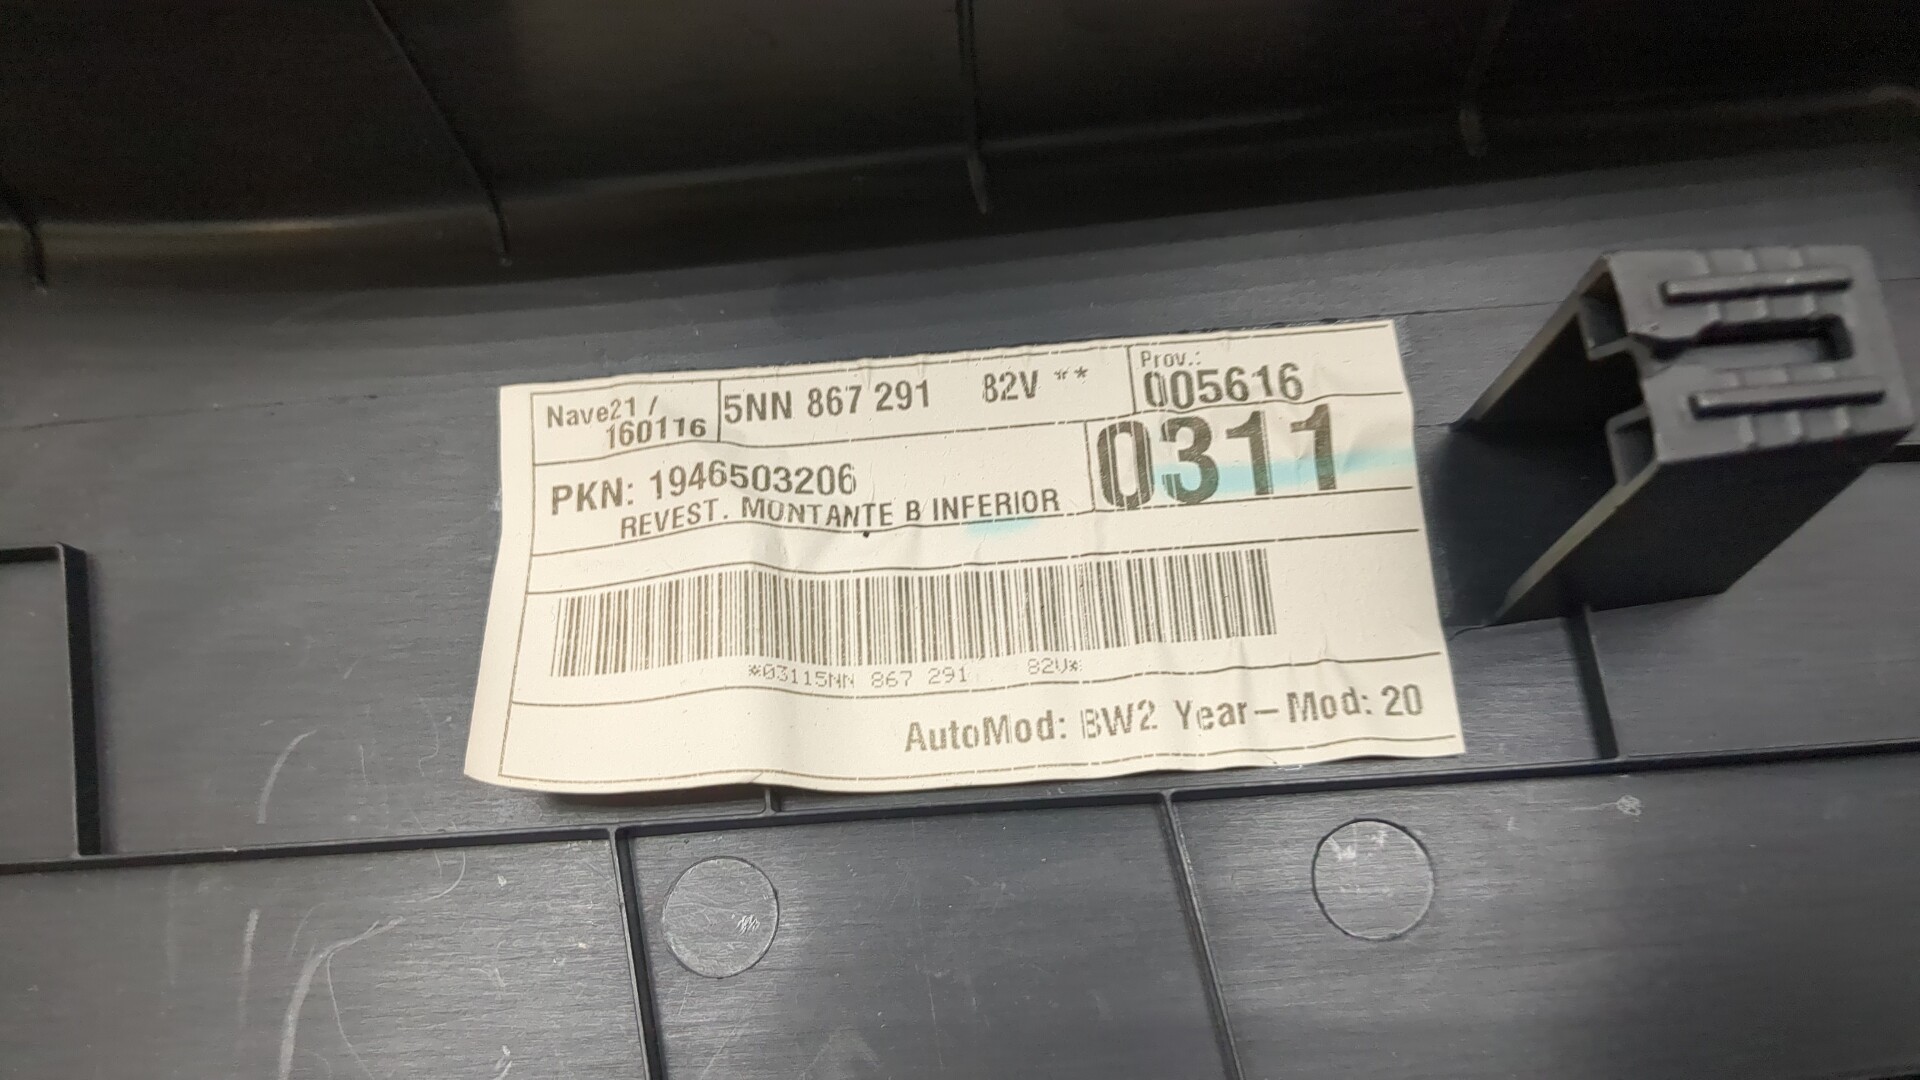 Nave21 /
160116
5NN 867 291 82V **
Prov.:
005616
PKN: 1946503206
0311
REVEST. MONTANTE B INFERIOR
*03115NN 867 291 82V*
AutoMod: BW2 Year-Mod: 20